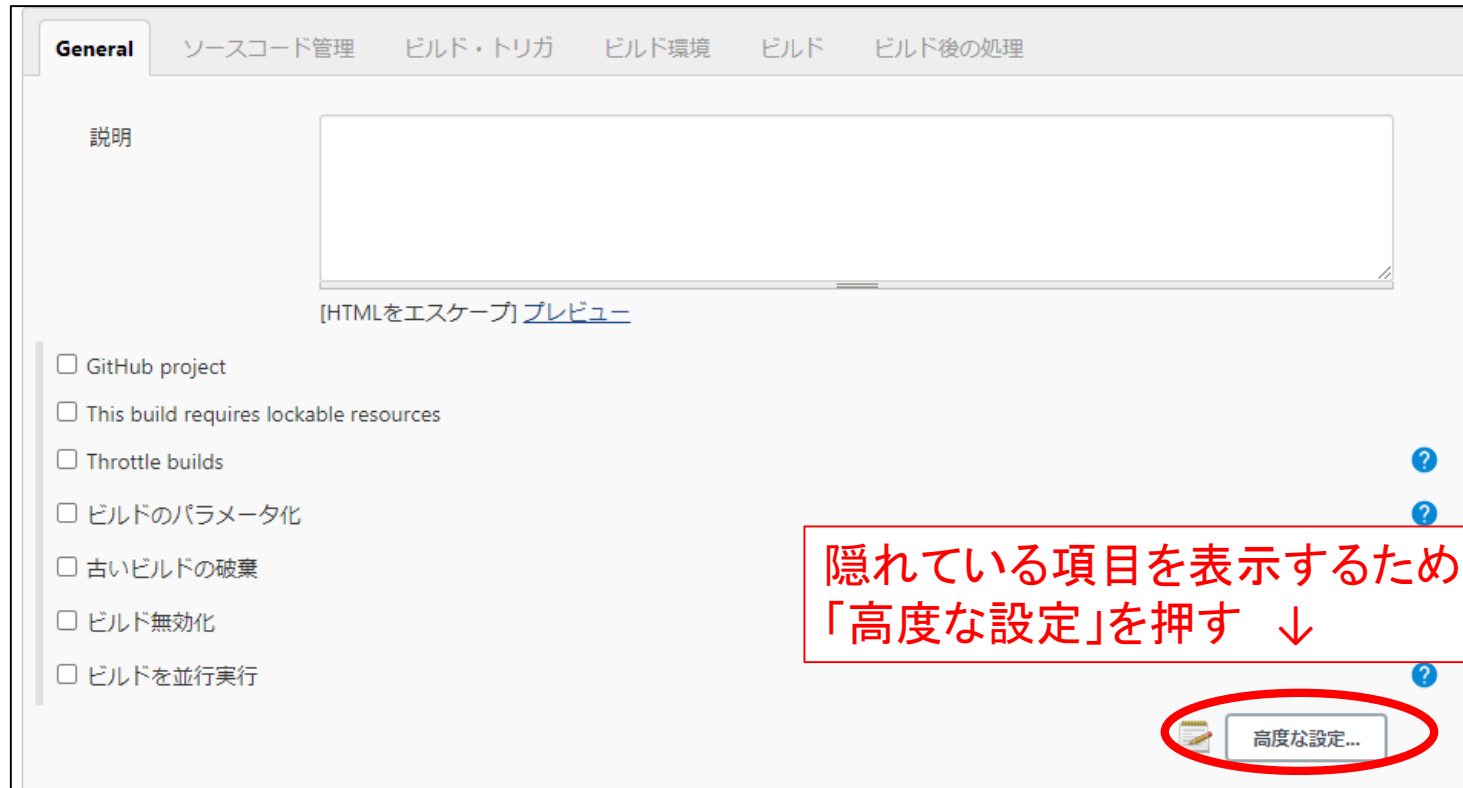 General ソースコード管理 ビルド・トリガ ビルド環境 ビルド ビルド後の処理
説明
[HTMLをエスケープ] プレビュー
GitHub project
This build requires lockable resources
Throttle builds
ビルドのパラメータ化
古いビルドの破棄
ビルド無効化
ビルドを並行実行
隠れている項目を表示するため
「高度な設定」を押す ↓
高度な設定...